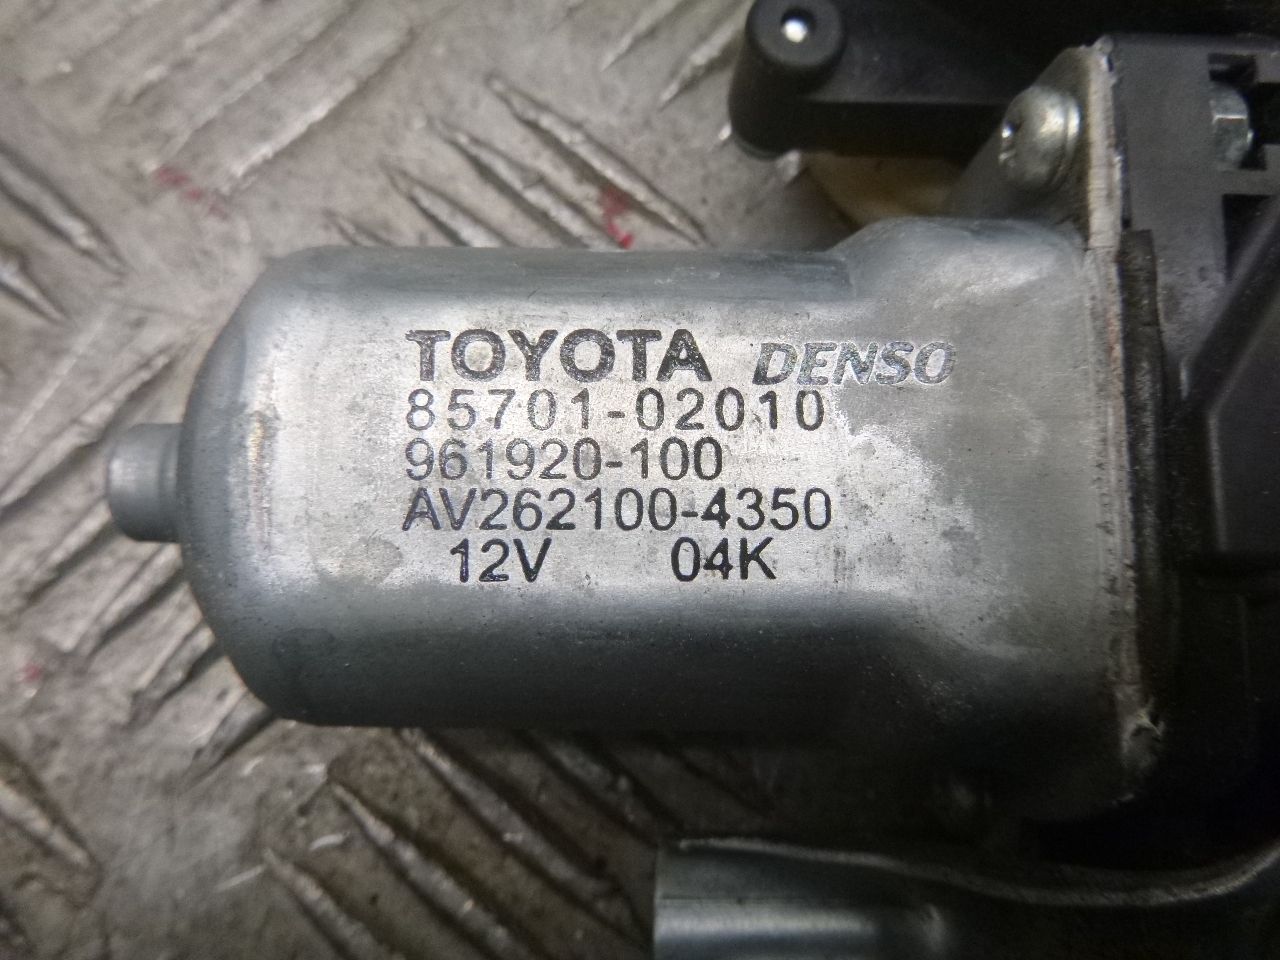 TOYOTA DENSO
85701-02010
961920-100
AV262100-4350
12V 04K